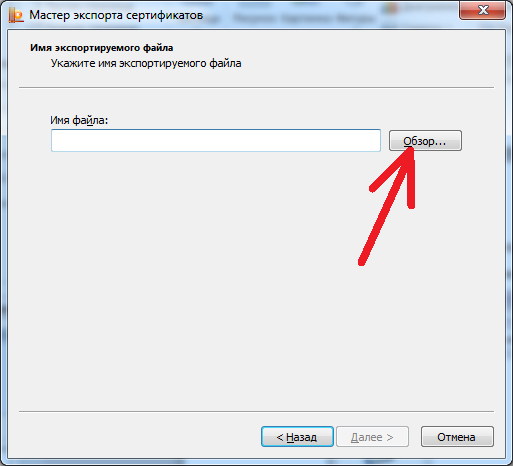 Мастер экспорта сертификатов
Имя экспортируемого файла
Укажите имя экспортируемого файла
Имя файла:
Обзор...
< Назад
Далее >
Отмена